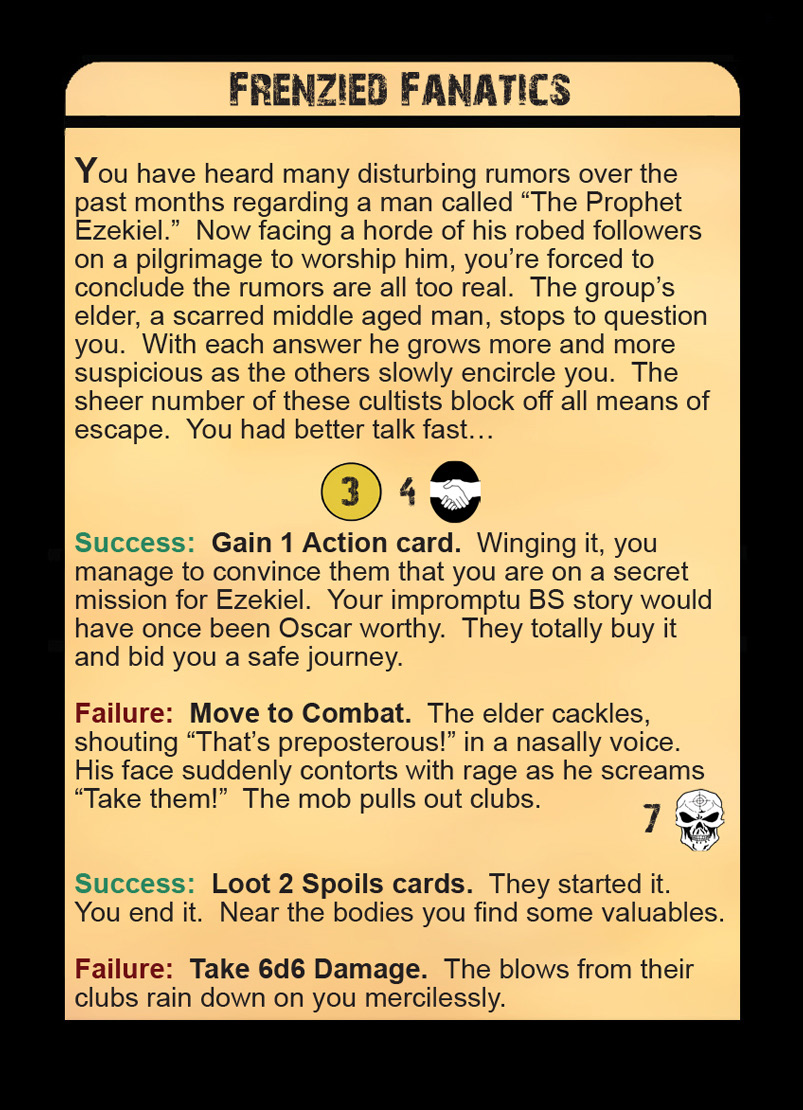 Frenzied Fanatics
You have heard many disturbing rumors over the
past months regarding a man called “The Prophet
Ezekiel.”  Now facing a horde of his robed followers
on a pilgrimage to worship him, you’re forced to
conclude the rumors are all too real.  The group’s
elder, a scarred middle aged man, stops to question
you.  With each answer he grows more and more
suspicious as the others slowly encircle you.  The
sheer number of these cultists block off all means of
escape.  You had better talk fast…
3 4
Success:  Gain 1 Action card.  Winging it, you
manage to convince them that you are on a secret
mission for Ezekiel.  Your impromptu BS story would
have once been Oscar worthy.  They totally buy it
and bid you a safe journey.
Failure:  Move to Combat.  The elder cackles,
shouting “That’s preposterous!” in a nasally voice.
His face suddenly contorts with rage as he screams
“Take them!”  The mob pulls out clubs.
7
Success:  Loot 2 Spoils cards.  They started it.
You end it.  Near the bodies you find some valuables.
Failure:  Take 6d6 Damage.  The blows from their
clubs rain down on you mercilessly.